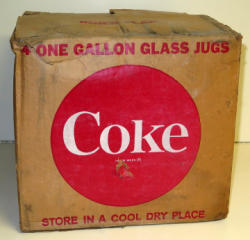 4 ONE GALLON GLASS JUGS
Coke
STORE IN A COOL DRY PLACE